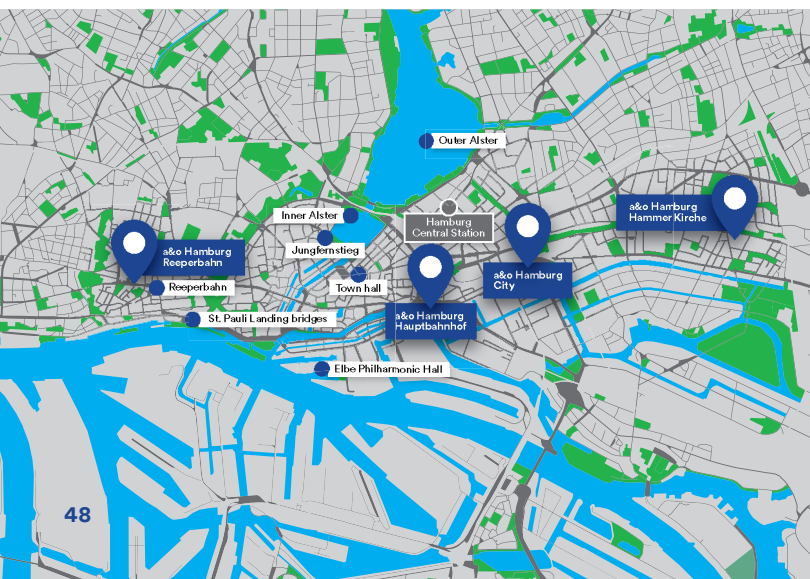 Outer Alster
a&o Hamburg
Hammer Kirche
Inner Alster
Hamburg
Central Station
Jungfernstieg
a&o Hamburg
Reeperbahn
a&o Hamburg
City
Reeperbahn
Town hall
St. Pauli Landing bridges
a&o Hamburg
Hauptbahnhof
Elbe Philharmonic Hall
48